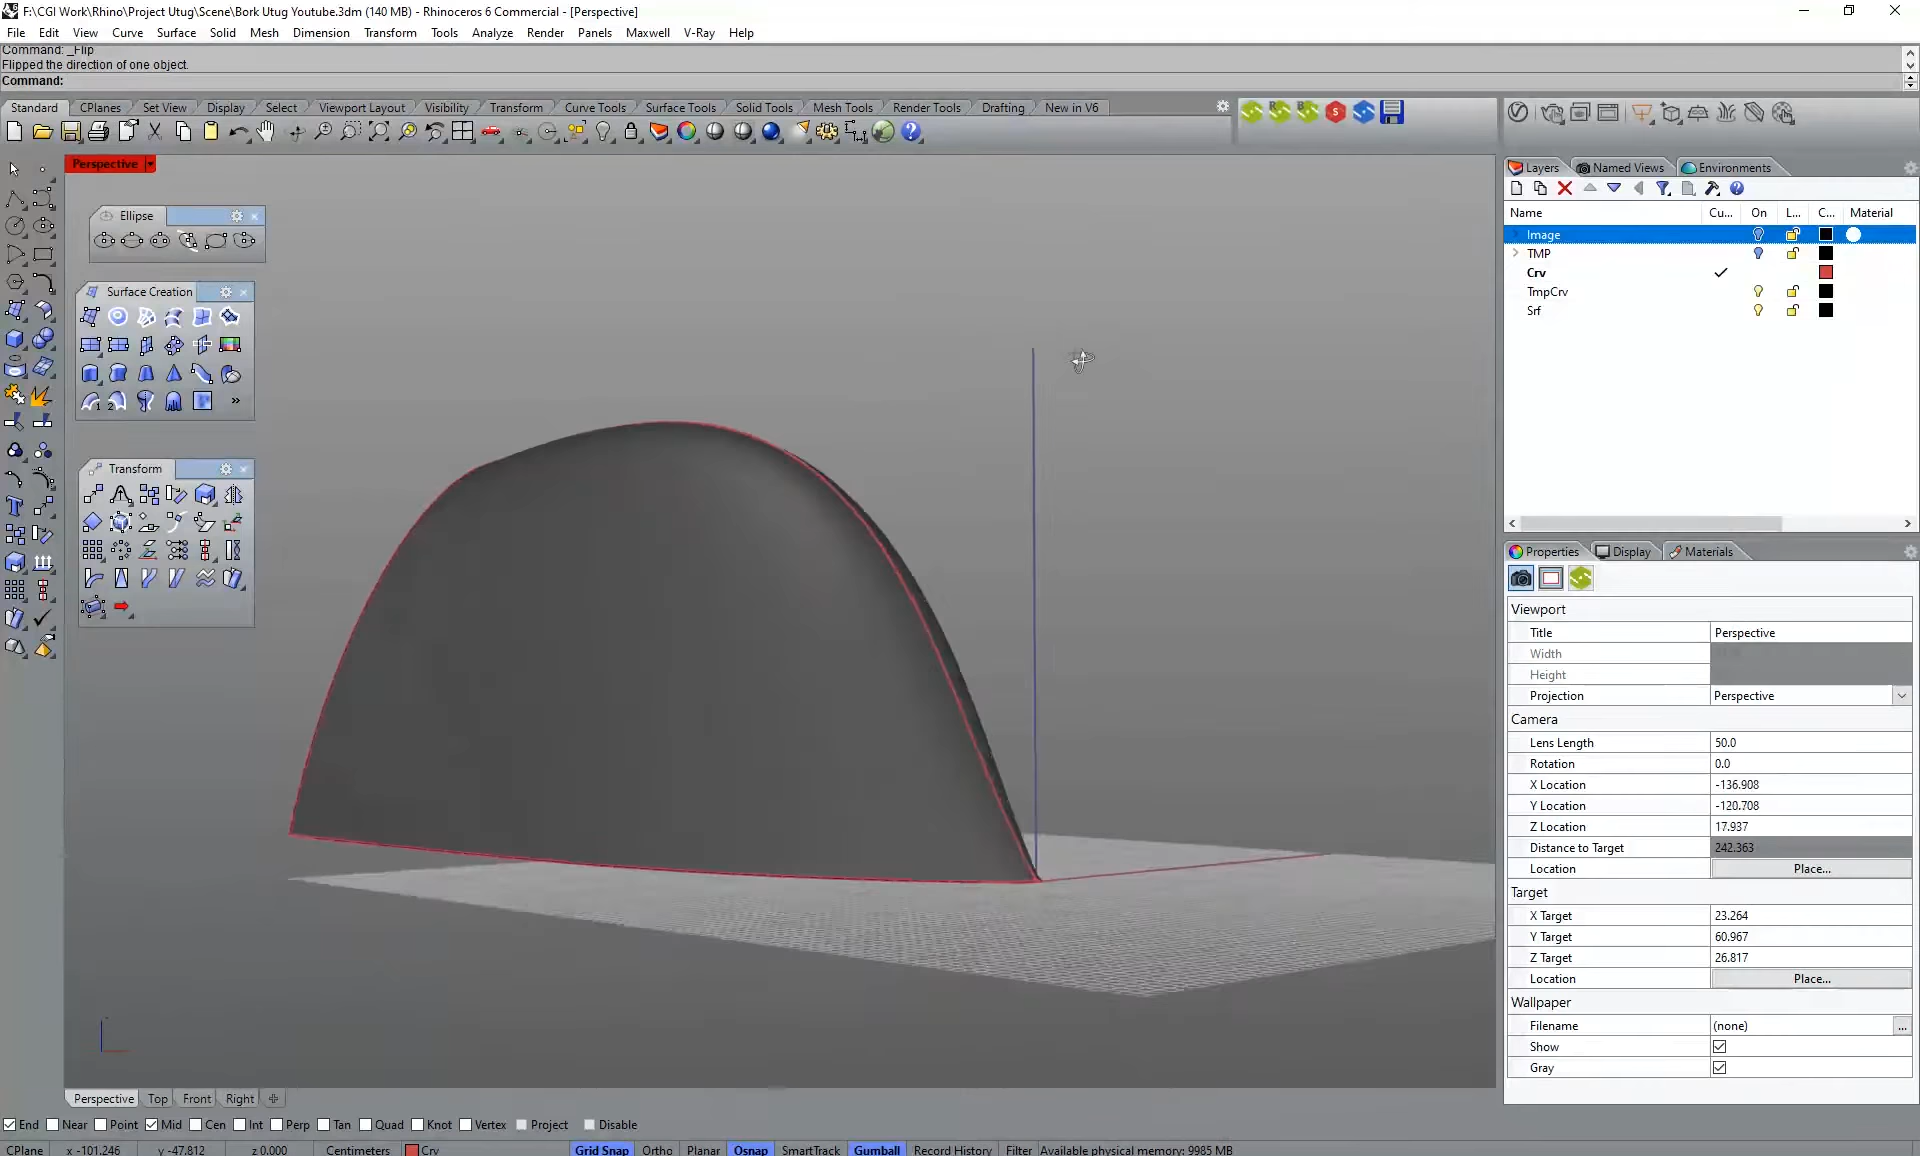 F:\CGI Work\Rhino\Project Utug\Scene\Bork Utug Youtube.3dm (140 MB) - Rhinoceros 6 Commercial - [Perspective]
File Edit View Curve Surface Solid Mesh Dimension Transform Tools Analyze Render Panels Maxwell V-Ray Help
Command: _Flip
Flipped the direction of one object.
Command:
Standard CPlanes Set View Display Select Viewport Layout Visibility Transform Curve Tools Surface Tools Solid Tools Mesh Tools Render Tools Drafting New in V6
Perspective
Ellipse
Surface Creation
Transform
Layers Named Views Environments
Name Cu... On L... C... Material
Image
TMP
Crv
TmpCrv
Srf
Properties Display Materials
Viewport
Title Perspective
Width
Height
Projection Perspective
Camera
Lens Length 50.0
Rotation 0.0
X Location -136.908
Y Location -120.708
Z Location 17.937
Distance to Target 242.363
Location Place...
Target
X Target 23.264
Y Target 60.967
Z Target 26.817
Location Place...
Wallpaper
Filename (none) ...
Show
Gray
Perspective Top Front Right
End Near Point Mid Cen Int Perp Tan Quad Knot Vertex Project Disable
CPlane x -101.246 y -47.812 z 0.000 Centimeters Crv Grid Snap Ortho Planar Osnap SmartTrack Gumball Record History Filter Available physical memory: 9985 MB